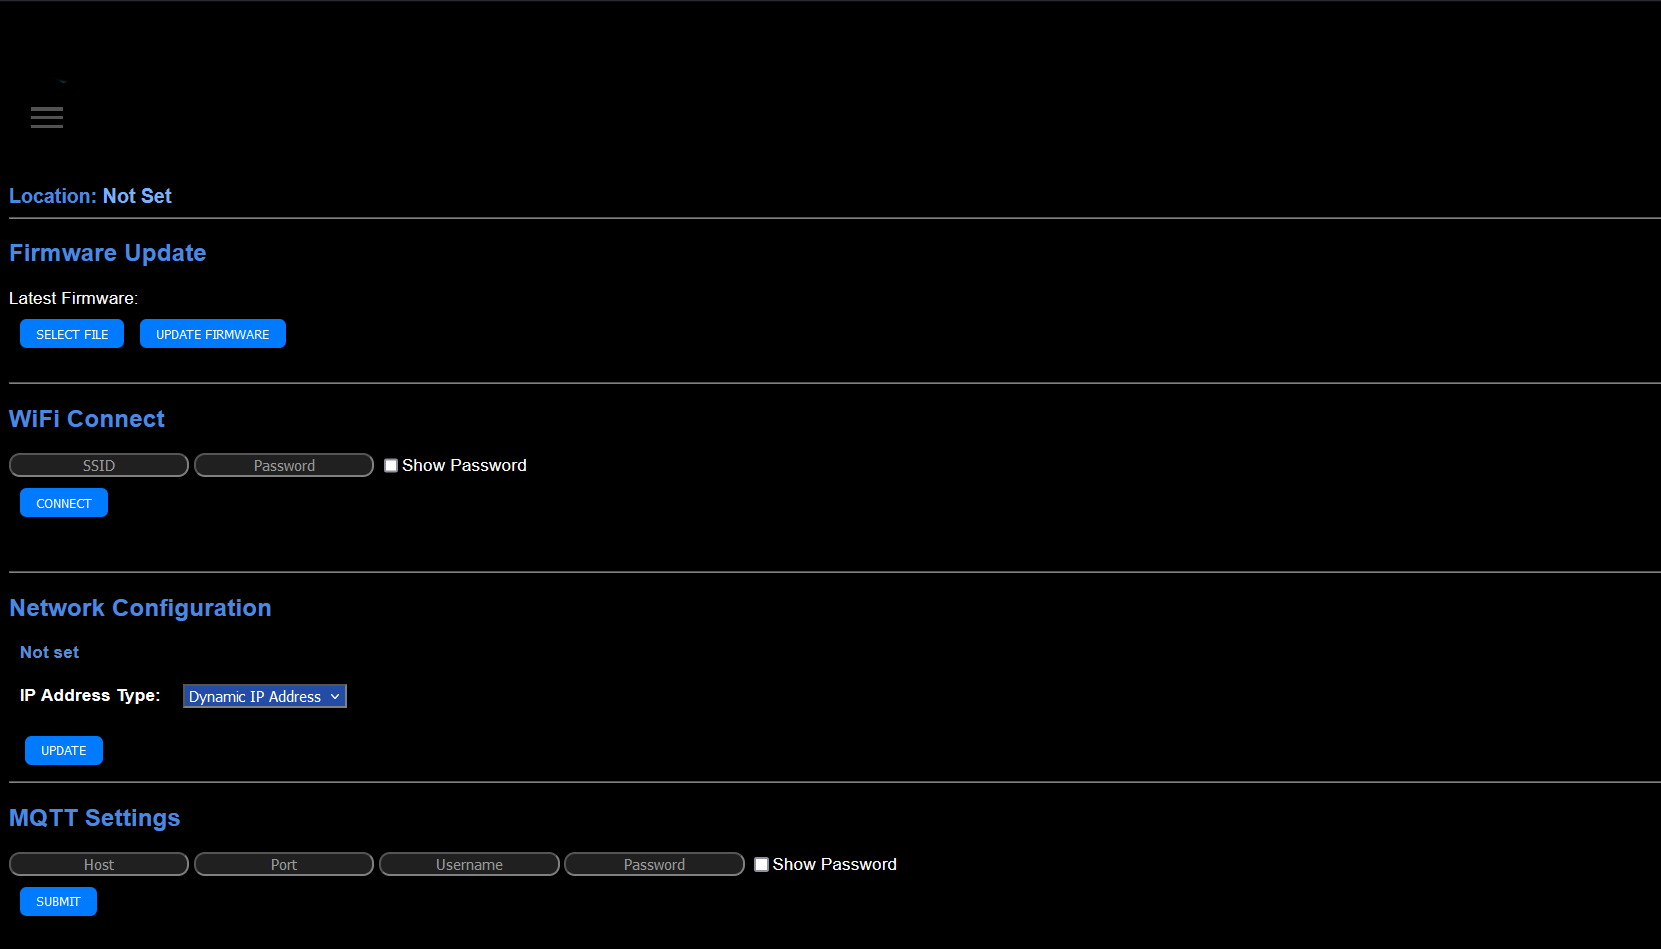 Location: Not Set
Firmware Update
Latest Firmware:
SELECT FILE UPDATE FIRMWARE
WiFi Connect
SSID Password Show Password
CONNECT
Network Configuration
Not set
IP Address Type: Dynamic IP Address
UPDATE
MQTT Settings
Host Port Username Password Show Password
SUBMIT